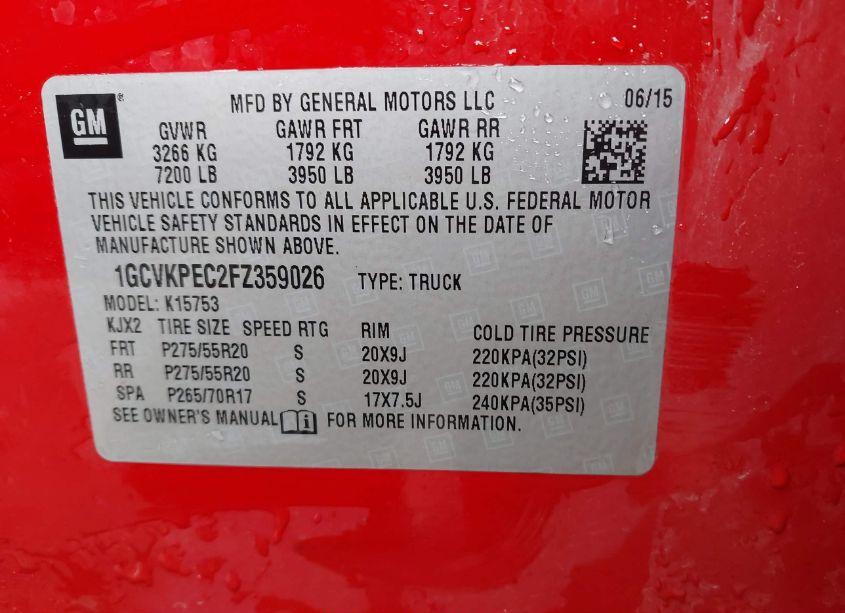 GM® MFD BY GENERAL MOTORS LLC 06/15
GVWR GAWR FRT GAWR RR
3266 KG 1792 KG 1792 KG
7200 LB 3950 LB 3950 LB
THIS VEHICLE CONFORMS TO ALL APPLICABLE U.S. FEDERAL MOTOR
VEHICLE SAFETY STANDARDS IN EFFECT ON THE DATE OF
MANUFACTURE SHOWN ABOVE.
1GCVKPEC2FZ359026 TYPE: TRUCK
MODEL: K15753
KJX2 TIRE SIZE SPEED RTG RIM COLD TIRE PRESSURE
FRT P275/55R20 S 20X9J 220KPA(32PSI)
RR P275/55R20 S 20X9J 220KPA(32PSI)
SPA P265/70R17 S 17X7.5J 240KPA(35PSI)
SEE OWNER'S MANUAL FOR MORE INFORMATION.